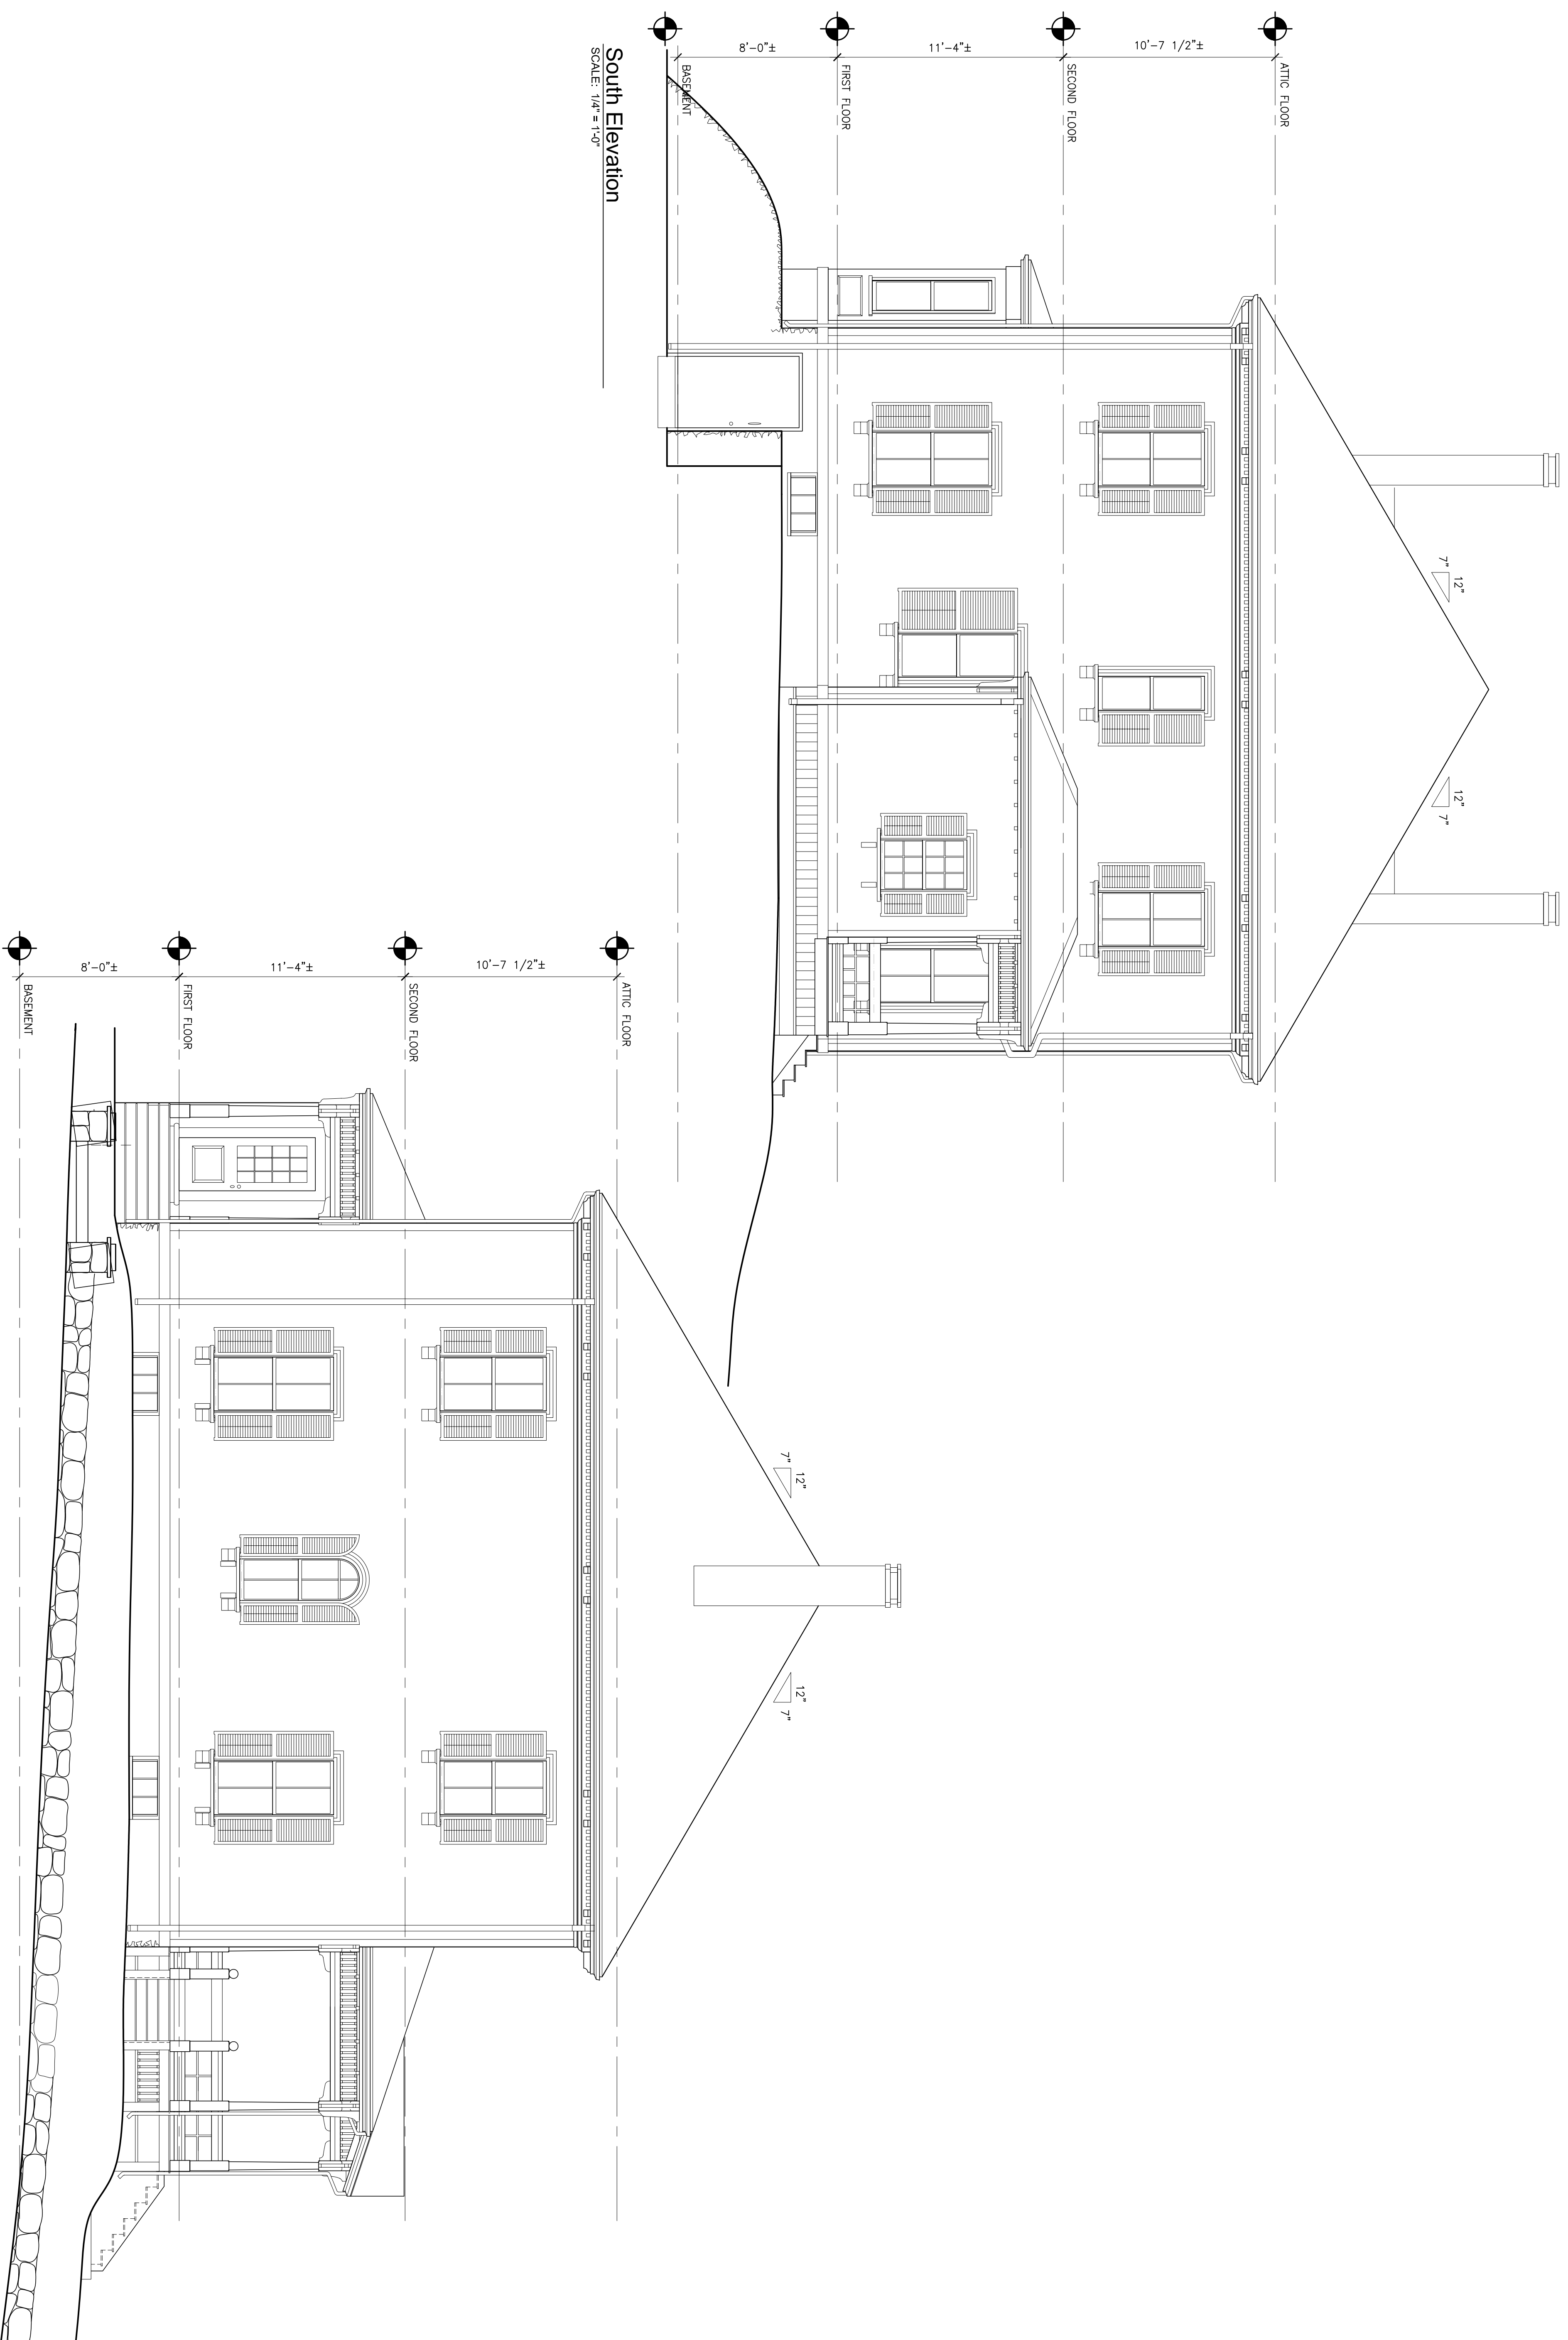 12"
7"
12"
7"
ATTIC FLOOR
10'-7 1/2"±
SECOND FLOOR
11'-4"±
FIRST FLOOR
8'-0"±
BASEMENT
South Elevation
SCALE: 1/4" = 1'-0"
12"
7"
12"
7"
ATTIC FLOOR
10'-7 1/2"±
SECOND FLOOR
11'-4"±
FIRST FLOOR
8'-0"±
BASEMENT